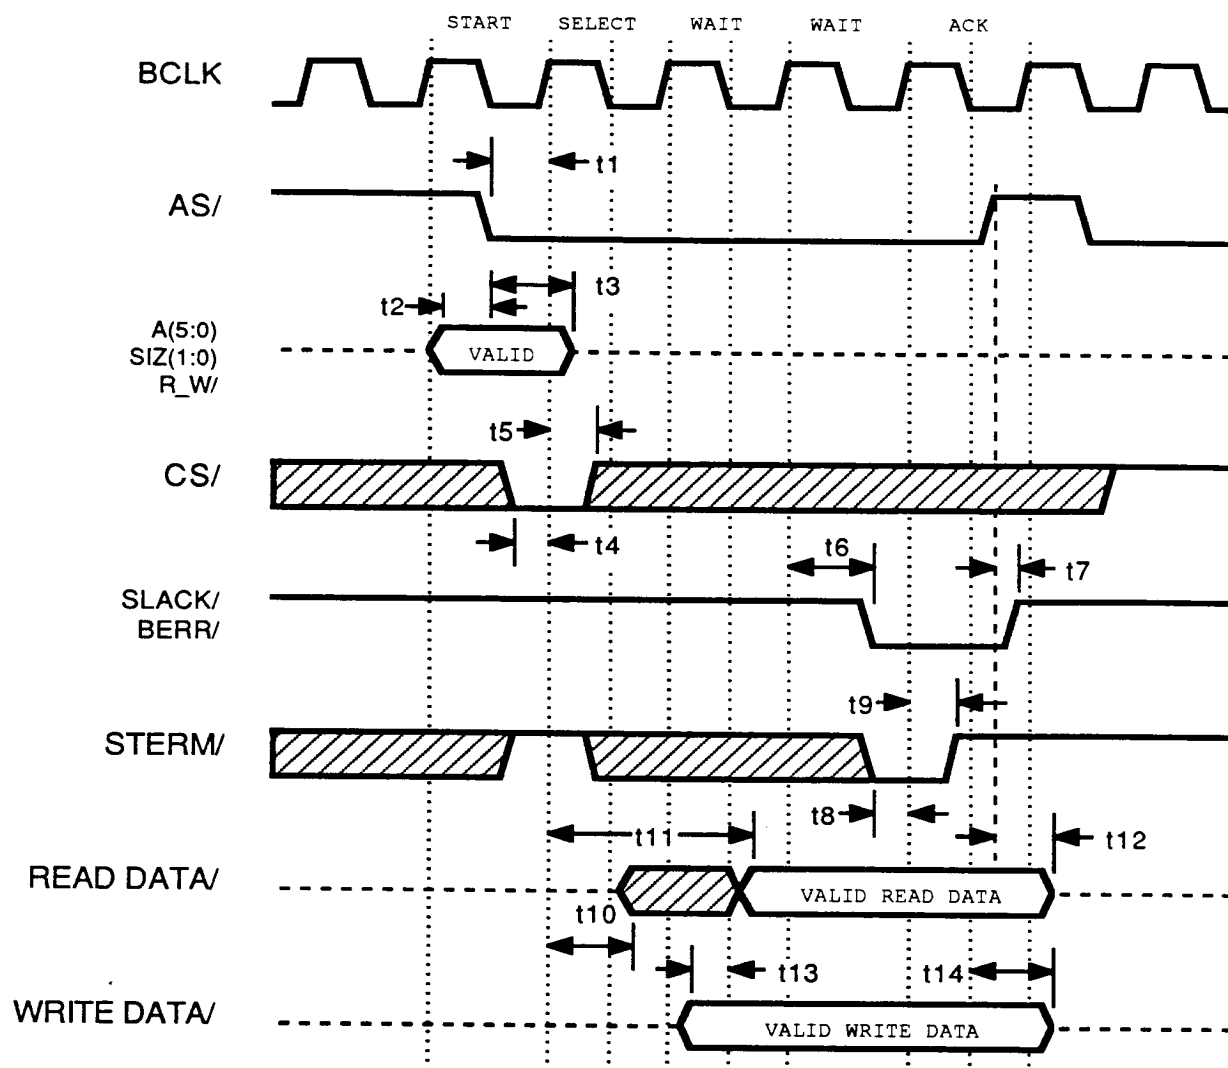 START SELECT WAIT WAIT ACK
BCLK
t1
AS/
t3
t2
A(5:0)
SIZ(1:0)
R_W/
VALID
t5
CS/
t4
t6
t7
SLACK/
BERR/
t9
STERM/
t8
t11
t12
READ DATA/
VALID READ DATA
t10
t13
t14
WRITE DATA/
VALID WRITE DATA